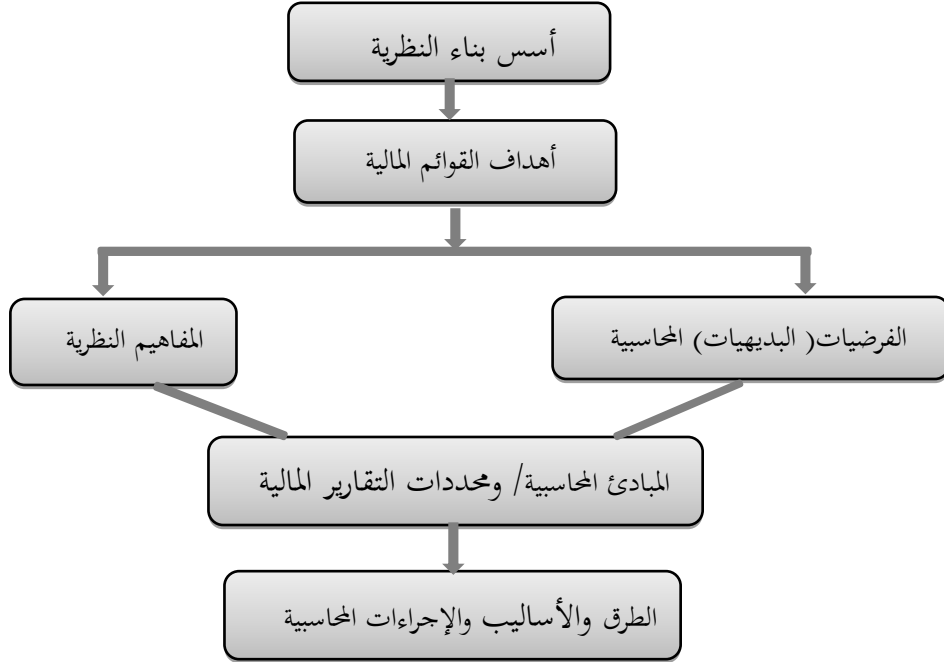 أسس بناء النظرية
أهداف القوائم المالية
الفرضيات( البديهيات) المحاسبية
المفاهيم النظرية
المبادئ المحاسبية/ ومحددات التقارير المالية
الطرق والأساليب والإجراءات المحاسبية